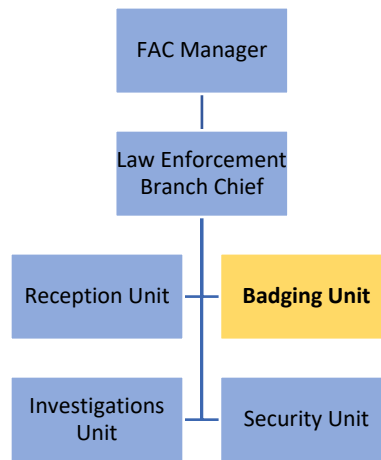 FAC Manager
Law Enforcement
Branch Chief
Reception Unit
Badging Unit
Investigations
Unit
Security Unit